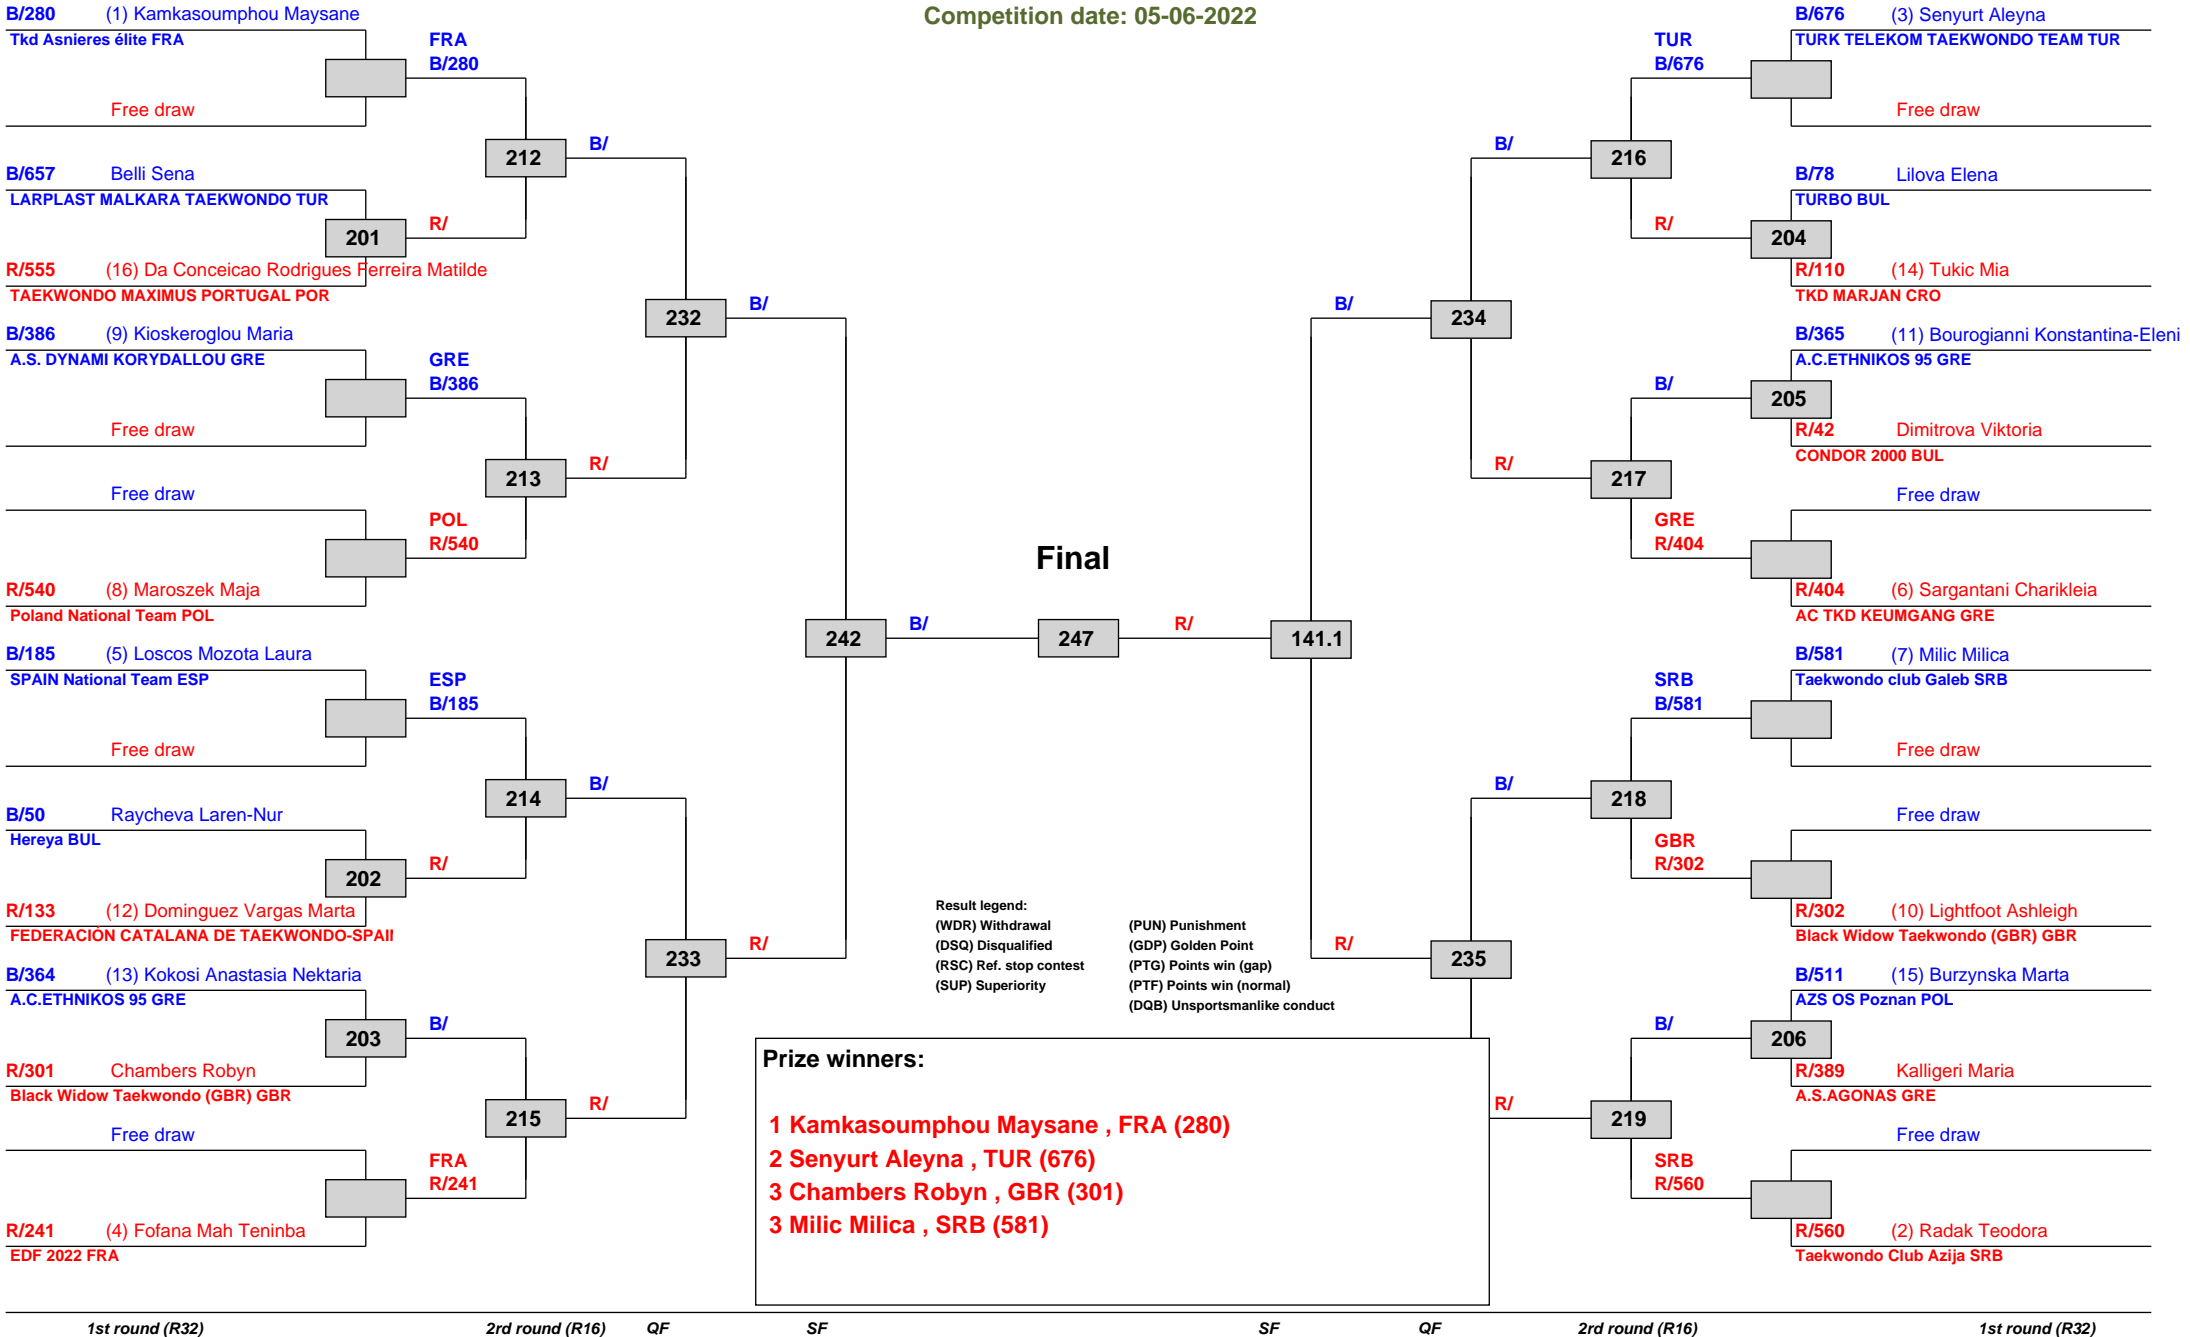 Competition date: 05-06-2022
B/280 (1) Kamkasoumphou Maysane
Tkd Asnieres élite FRA
FRA
B/280
Free draw
212
B/
B/657 Belli Sena
LARPLAST MALKARA TAEKWONDO TUR
201
R/
R/555 (16) Da Conceicao Rodrigues Ferreira Matilde
TAEKWONDO MAXIMUS PORTUGAL POR
232
B/
B/386 (9) Kioskeroglou Maria
A.S. DYNAMI KORYDALLOU GRE
GRE
B/386
Free draw
213
R/
Free draw
POL
R/540
R/540 (8) Maroszek Maja
Poland National Team POL
242
B/
B/185 (5) Loscos Mozota Laura
SPAIN National Team ESP
ESP
B/185
Free draw
214
B/
B/50 Raycheva Laren-Nur
Hereya BUL
202
R/
R/133 (12) Dominguez Vargas Marta
FEDERACIÓN CATALANA DE TAEKWONDO-SPAI
233
R/
B/364 (13) Kokosi Anastasia Nektaria
A.C.ETHNIKOS 95 GRE
203
B/
R/301 Chambers Robyn
Black Widow Taekwondo (GBR) GBR
215
R/
Free draw
FRA
R/241
R/241 (4) Fofana Mah Teninba
EDF 2022 FRA
Final
247
R/
141.1
B/676 (3) Senyurt Aleyna
TURK TELEKOM TAEKWONDO TEAM TUR
TUR
B/676
Free draw
B/
216
B/78 Lilova Elena
TURBO BUL
R/
204
R/110 (14) Tukic Mia
TKD MARJAN CRO
B/
234
B/365 (11) Bourogianni Konstantina-Eleni
A.C.ETHNIKOS 95 GRE
B/
205
R/42 Dimitrova Viktoria
CONDOR 2000 BUL
R/
217
Free draw
GRE
R/404
R/404 (6) Sargantani Charikleia
AC TKD KEUMGANG GRE
B/581 (7) Milic Milica
Taekwondo club Galeb SRB
SRB
B/581
Free draw
B/
218
Free draw
GBR
R/302
R/302 (10) Lightfoot Ashleigh
Black Widow Taekwondo (GBR) GBR
R/
235
B/511 (15) Burzynska Marta
AZS OS Poznan POL
B/
206
R/389 Kalligeri Maria
A.S.AGONAS GRE
R/
219
Free draw
SRB
R/560
R/560 (2) Radak Teodora
Taekwondo Club Azija SRB
Result legend:
(WDR) Withdrawal (PUN) Punishment
(DSQ) Disqualified (GDP) Golden Point
(RSC) Ref. stop contest (PTG) Points win (gap)
(SUP) Superiority (PTF) Points win (normal)
(DQB) Unsportsmanlike conduct
Prize winners:
1 Kamkasoumphou Maysane , FRA (280)
2 Senyurt Aleyna , TUR (676)
3 Chambers Robyn , GBR (301)
3 Milic Milica , SRB (581)
1st round (R32) 2rd round (R16) QF SF SF QF 2rd round (R16) 1st round (R32)